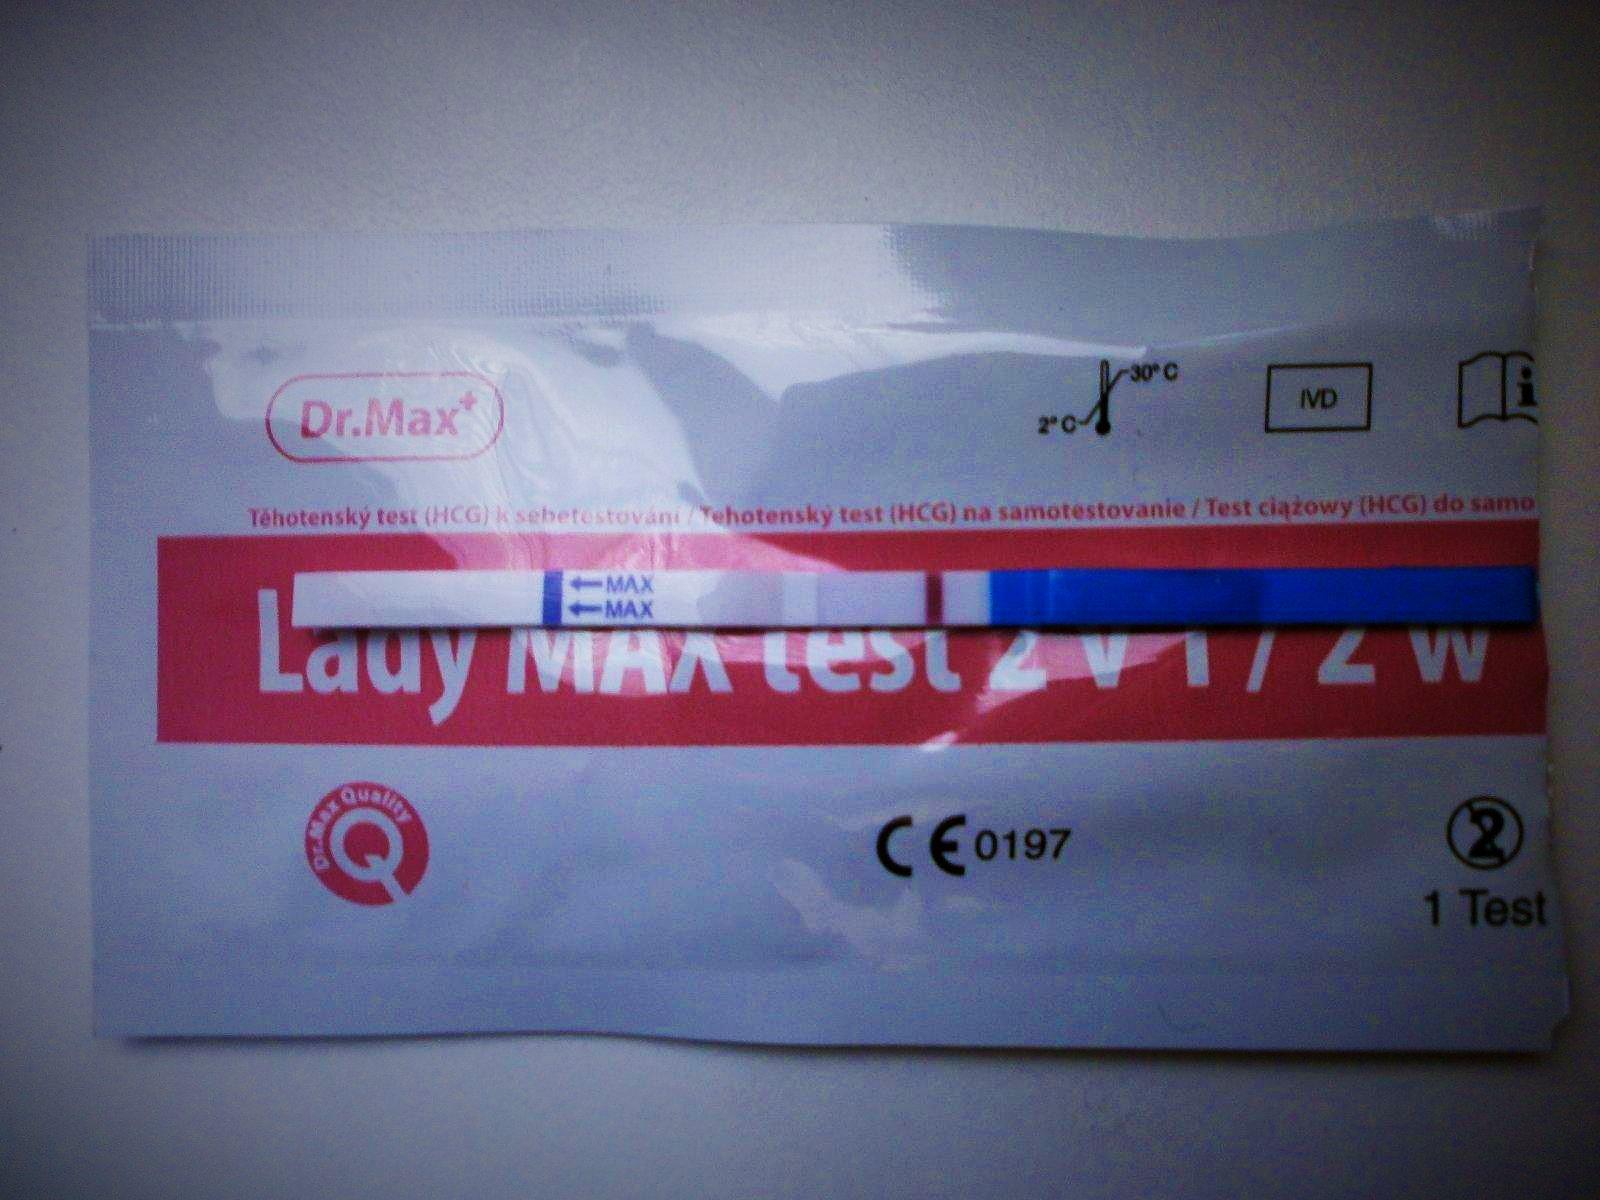 Dr.Max+
30° C
2° C
IVD
i
Těhotenský test (HCG) k sebetestování / Tehotenský test (HCG) na samotestovanie / Test ciążowy (HCG) do samo
MAX
MAX
Lady MAX test 2 v 1 / 2 w
Dr.Max Quality
Q
CE 0197
2
1 Test